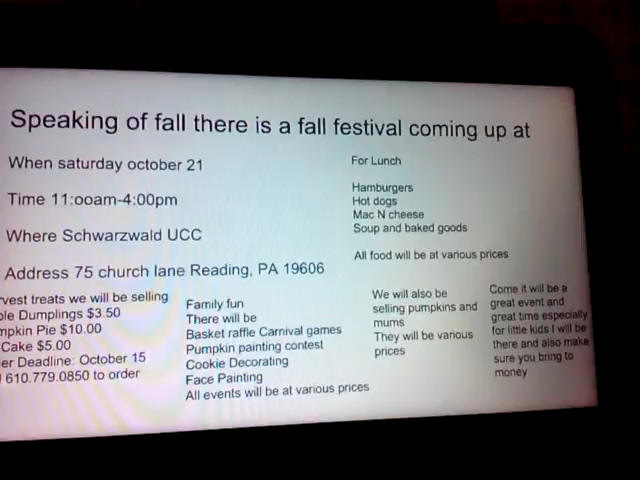 Speaking of fall there is a fall festival coming up at
When saturday october 21
Time 11:ooam-4:00pm
Where Schwarzwald UCC
Address 75 church lane Reading, PA 19606
For Lunch
Hamburgers
Hot dogs
Mac N cheese
Soup and baked goods
All food will be at various prices
treats we will be selling
Dumplings $3.50
Pie $10.00
Cake $5.00
Deadline: October 15
610.779.0850 to order
Family fun
There will be
Basket raffle Carnival games
Pumpkin painting contest
Cookie Decorating
Face Painting
All events will be at various prices
We will also be
selling pumpkins and
mums
They will be various
prices
Come it will be a
great event and
great time especially
for little kids I will be
there and also make
sure you bring to
money